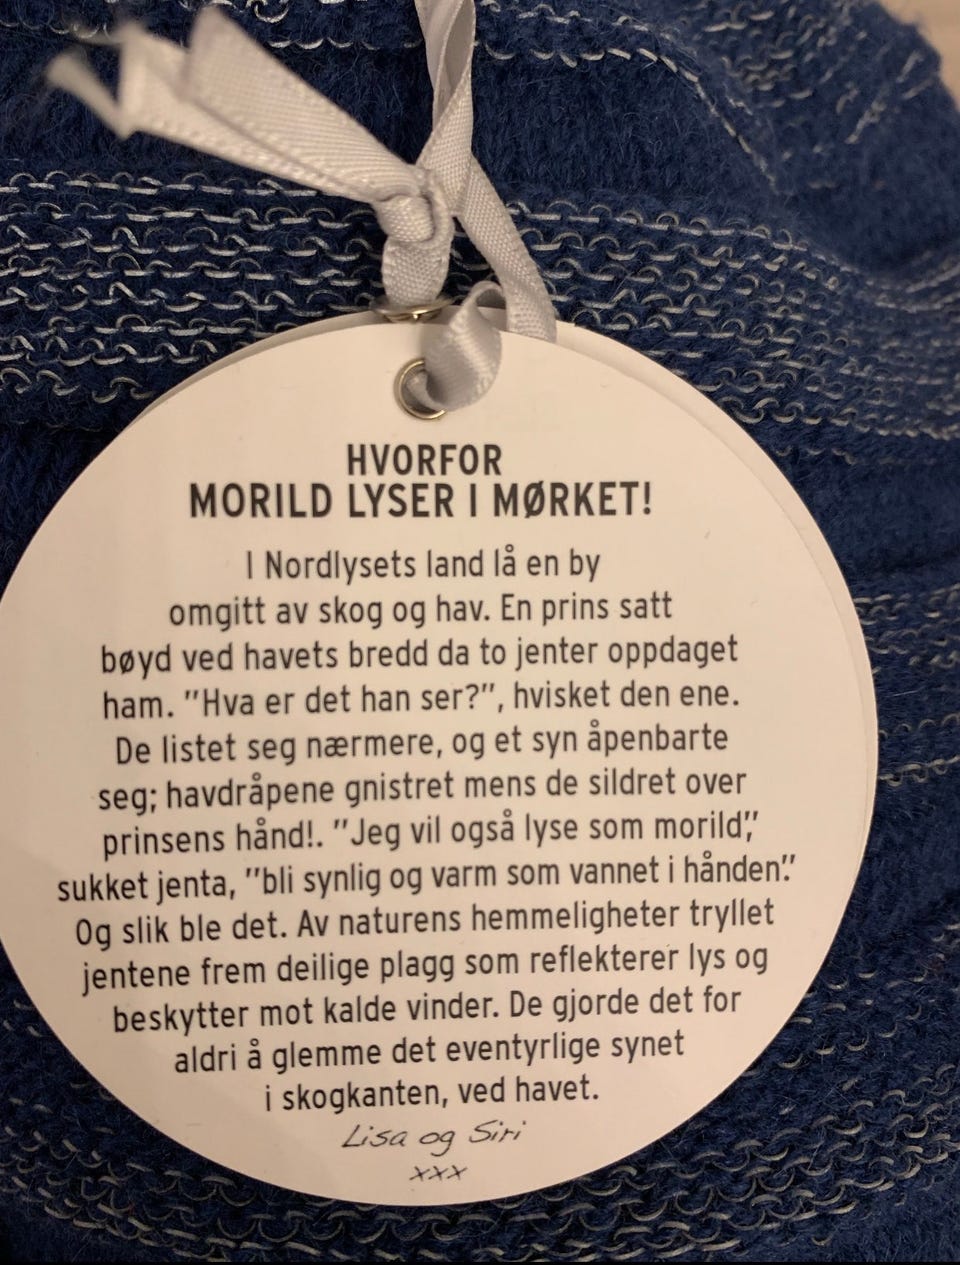 HVORFOR
MORILD LYSER I MØRKET!
I Nordlysets land lå en by
omgitt av skog og hav. En prins satt
bøyd ved havets bredd da to jenter oppdaget
ham. "Hva er det han ser?", hvisket den ene.
De listet seg nærmere, og et syn åpenbarte
seg; havdråpene gnistret mens de sildret over
prinsens hånd!. "Jeg vil også lyse som morild",
sukket jenta, "bli synlig og varm som vannet i hånden".
Og slik ble det. Av naturens hemmeligheter tryllet
jentene frem deilige plagg som reflekterer lys og
beskytter mot kalde vinder. De gjorde det for
aldri å glemme det eventyrlige synet
i skogkanten, ved havet.
Lisa og Siri
xxx